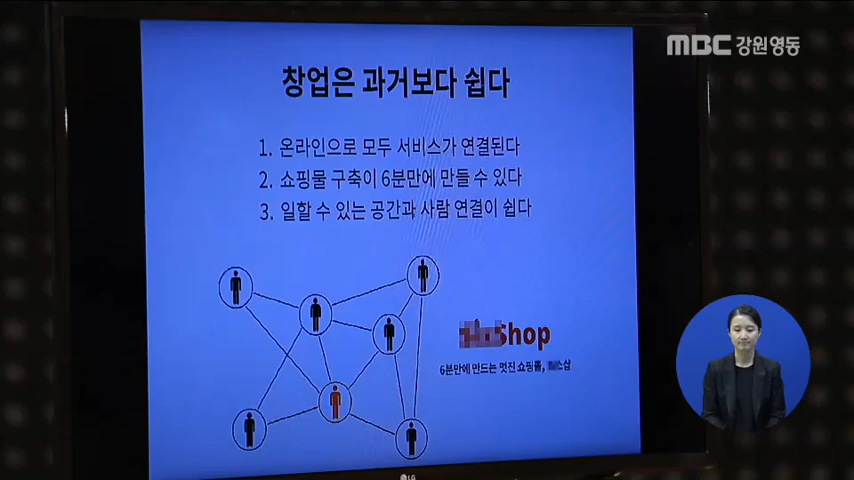 MBC 강원영동
창업은 과거보다 쉽다
1. 온라인으로 모두 서비스가 연결된다
2. 쇼핑몰 구축이 6분만에 만들 수 있다
3. 일할 수 있는 공간과 사람 연결이 쉽다
Shop
6분만에 만드는 멋진 쇼핑몰, 스샵
LG